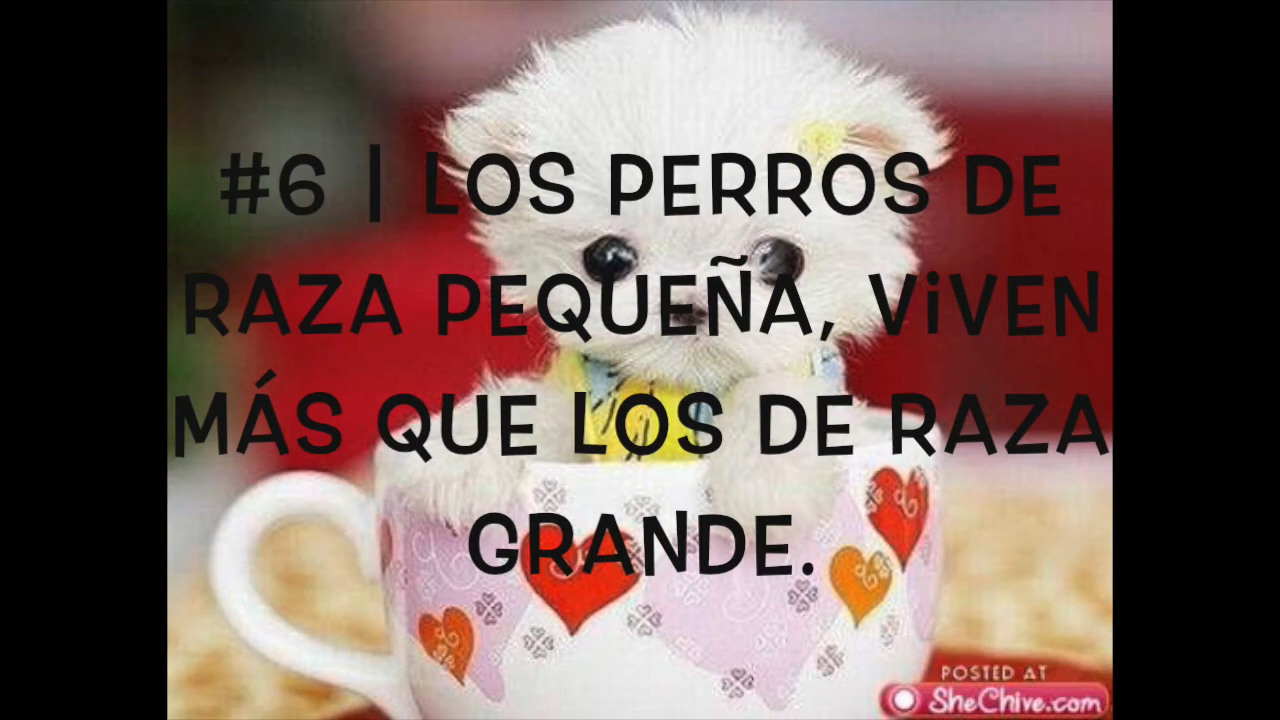 #6 | LOS PERROS DE
RAZA PEQUEÑA, ViVEN
MÁS QUE LOS DE RAZA
GRANDE.
POSTED AT
SheChive.com